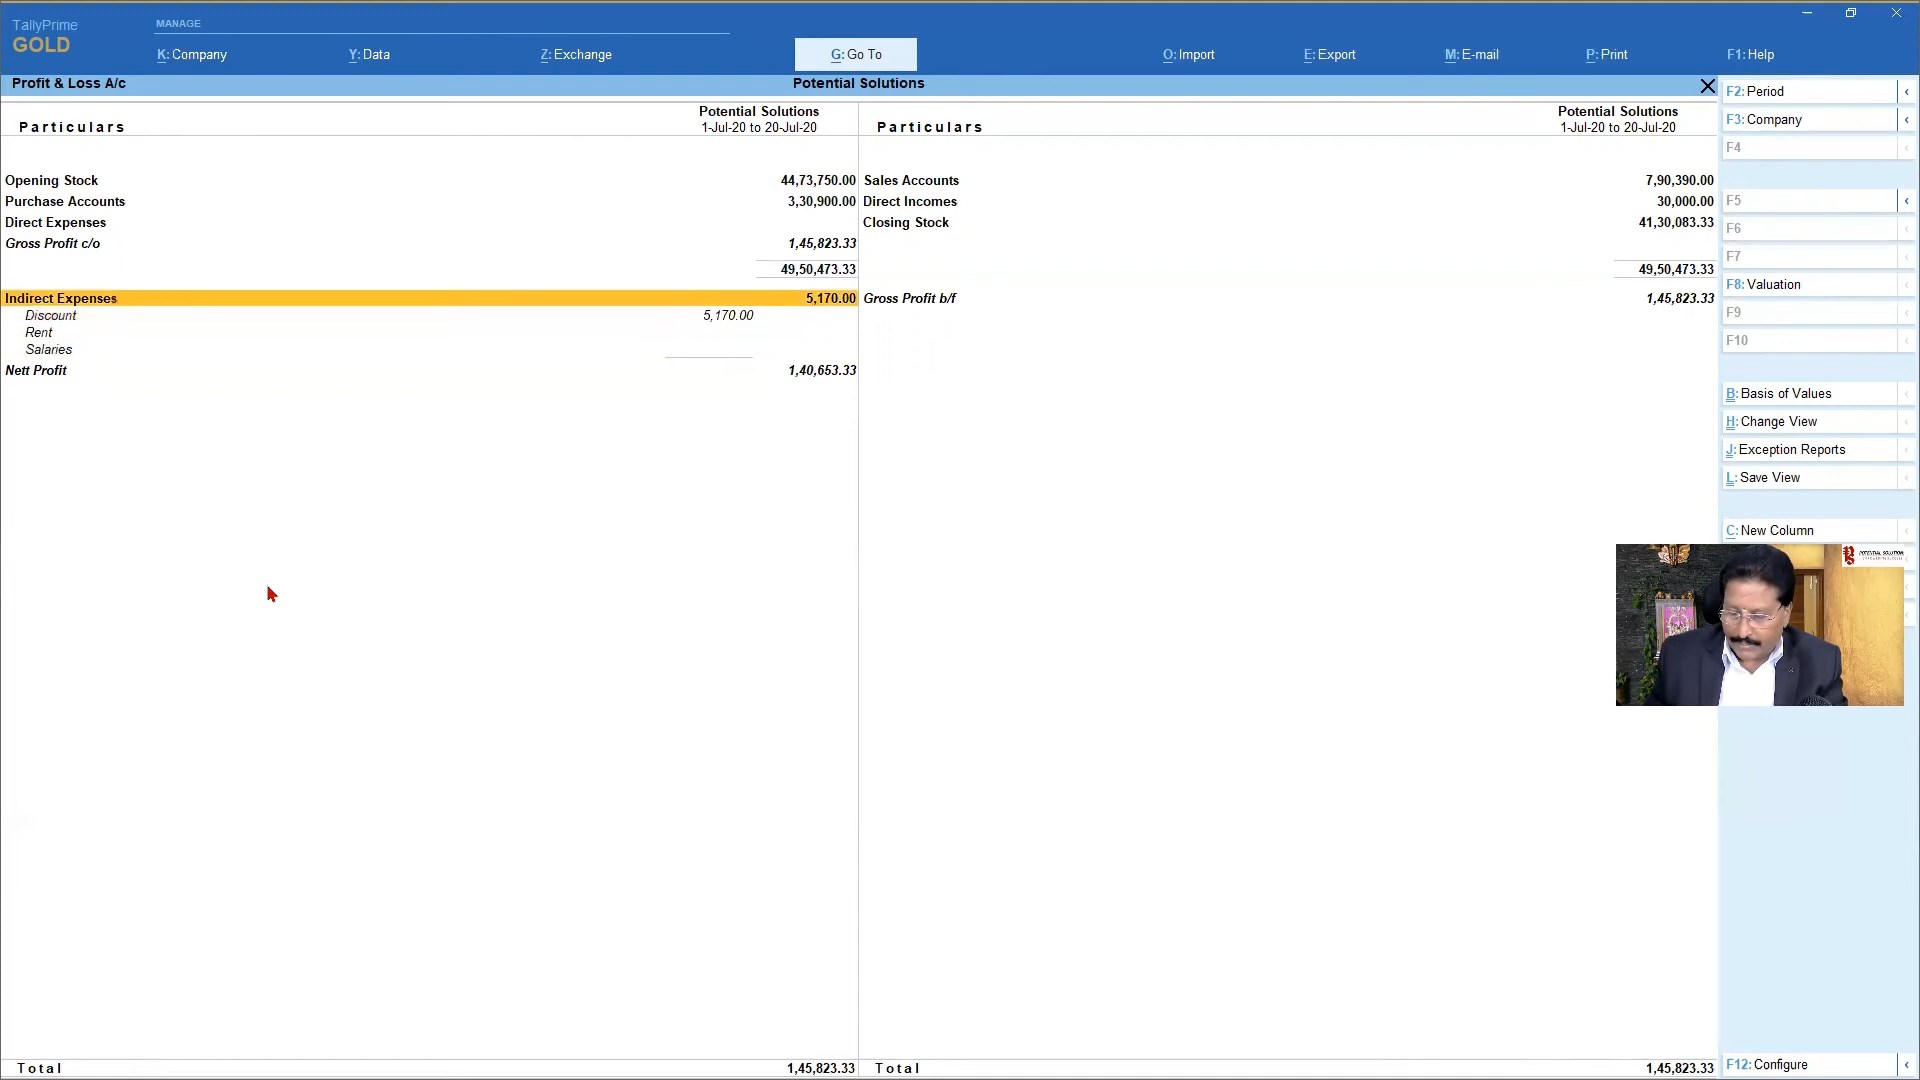 TallyPrime
GOLD
MANAGE
K: Company
Y: Data
Z: Exchange
G: Go To
O: Import
E: Export
M: E-mail
P: Print
F1: Help
Profit & Loss A/c
Potential Solutions
Particulars
Potential Solutions
1-Jul-20 to 20-Jul-20
Opening Stock 44,73,750.00
Purchase Accounts 3,30,900.00
Direct Expenses
Gross Profit c/o 1,45,823.33
49,50,473.33
Indirect Expenses 5,170.00
Discount 5,170.00
Rent
Salaries
Nett Profit 1,40,653.33
Total 1,45,823.33
Particulars
Potential Solutions
1-Jul-20 to 20-Jul-20
Sales Accounts 7,90,390.00
Direct Incomes 30,000.00
Closing Stock 41,30,083.33
49,50,473.33
Gross Profit b/f 1,45,823.33
Total 1,45,823.33
F2: Period
F3: Company
F4
F5
F6
F7
F8: Valuation
F9
F10
B: Basis of Values
H: Change View
J: Exception Reports
L: Save View
C: New Column
POTENTIAL SOLUTION
F12: Configure